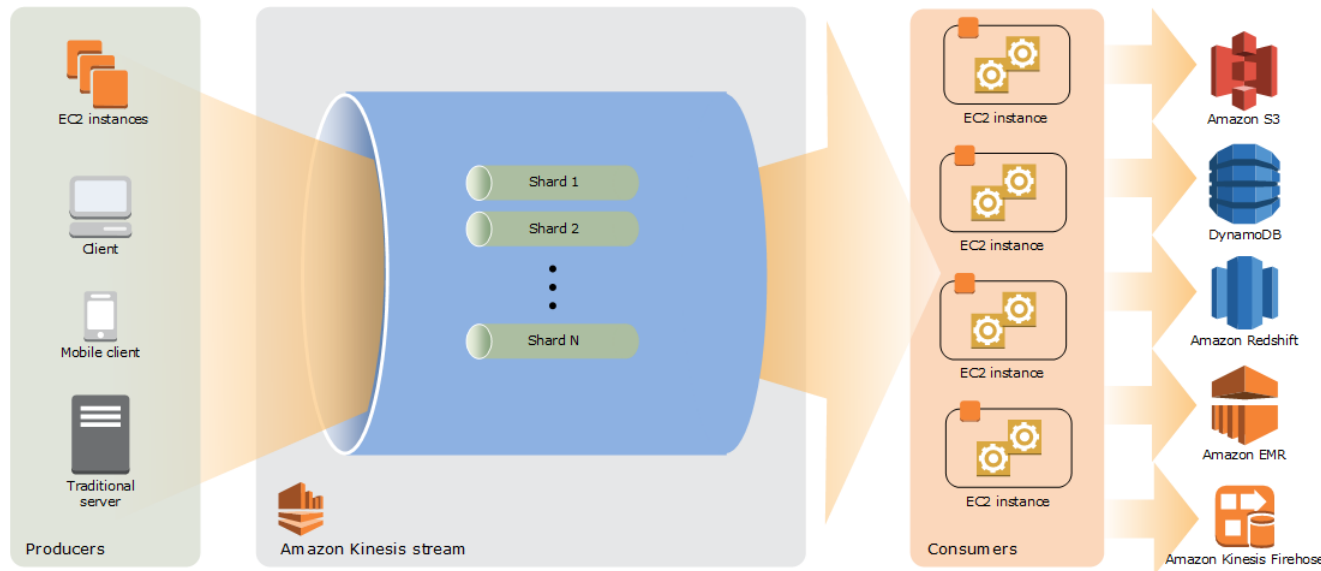 EC2 instances
Client
Mobile client
Traditional
server
Producers
Shard 1
Shard 2
Shard N
Amazon Kinesis stream
EC2 instance
EC2 instance
EC2 instance
EC2 instance
Consumers
Amazon S3
DynamoDB
Amazon Redshift
Amazon EMR
Amazon Kinesis Firehose